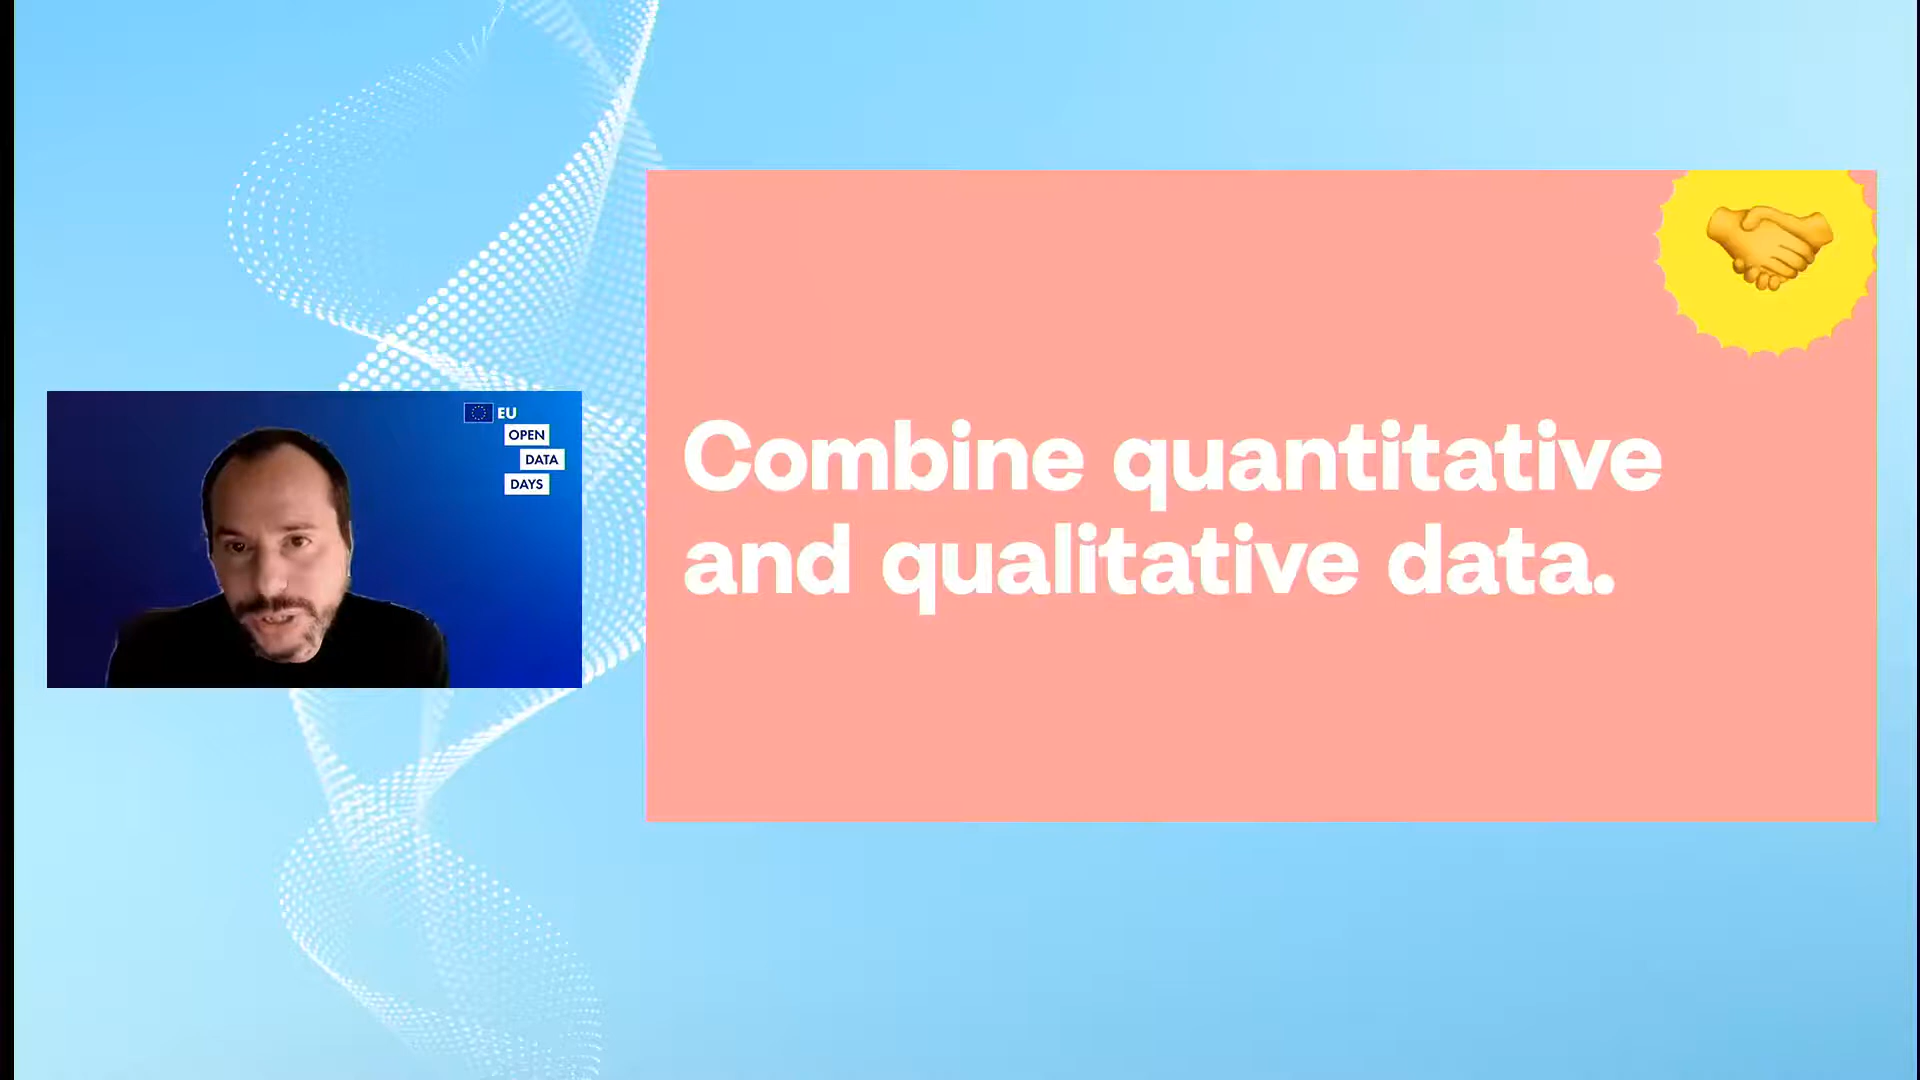 EU
OPEN
DATA
DAYS
Combine quantitative
and qualitative data.